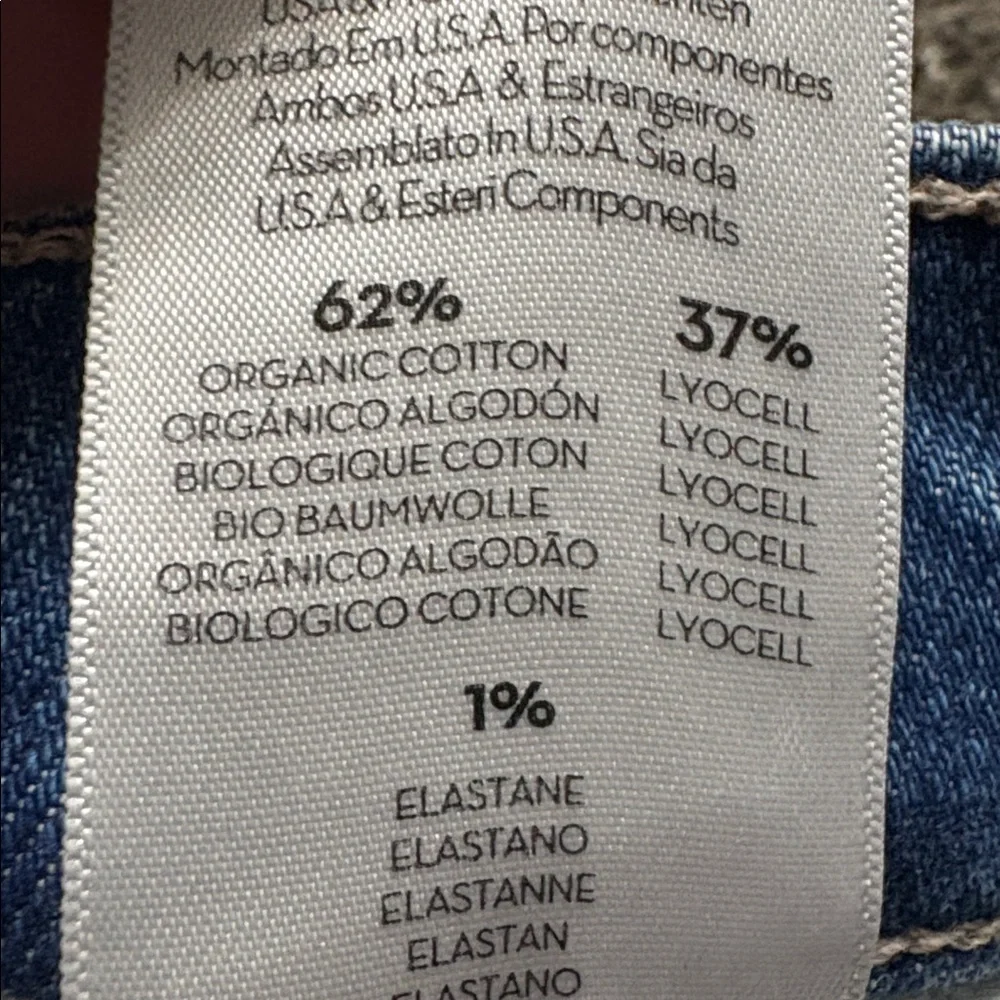 Montado Em U.S.A. Por componentes
Ambos U.S.A & Estrangeiros
Assemblato In U.S.A. Sia da
U.S.A & Esteri Components
62%
ORGANIC COTTON
ORGÁNICO ALGODÓN
BIOLOGIQUE COTON
BIO BAUMWOLLE
ORGÂNICO ALGODÃO
BIOLOGICO COTONE
37%
LYOCELL
LYOCELL
LYOCELL
LYOCELL
LYOCELL
LYOCELL
1%
ELASTANE
ELASTANO
ELASTANNE
ELASTAN
ELASTANO